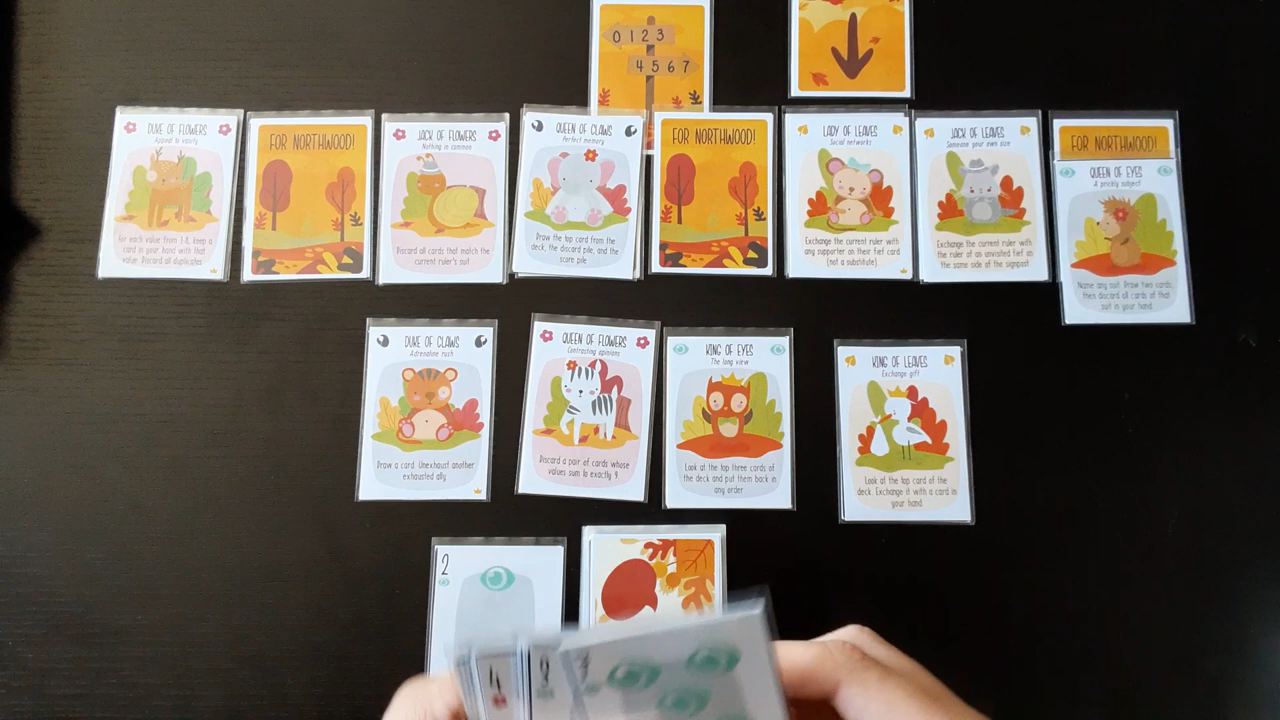 0 1 2 3
4 5 6 7
DUKE OF FLOWERS
Appeal to vanity
For each value from 1-8, keep a
card in your hand with that
value. Discard all duplicates
FOR NORTHWOOD!
JACK OF FLOWERS
Nothing in common
Discard all cards that match the
current ruler's suit
QUEEN OF CLAWS
Perfect memory
Draw the top card from the
deck, the discard pile, and the
score pile
FOR NORTHWOOD!
LADY OF LEAVES
Social networks
Exchange the current ruler with
any supporter on their fief card
(not a substitute).
JACK OF LEAVES
Someone your own size
Exchange the current ruler with
the ruler of an unvisited fief on
the same side of the signpost.
FOR NORTHWOOD!
QUEEN OF EYES
A prickly subject
Name any suit. Draw two cards,
then discard all cards of that
suit in your hand.
DUKE OF CLAWS
Adrenaline rush
Draw a card. Unexhaust another
exhausted ally
QUEEN OF FLOWERS
Contrasting opinions
Discard a pair of cards whose
values sum to exactly 9.
KING OF EYES
The long view
Look at the top three cards of
the deck and put them back in
any order
KING OF LEAVES
Exchange gift
Look at the top card of the
deck. Exchange it with a card in
your hand.
2
4